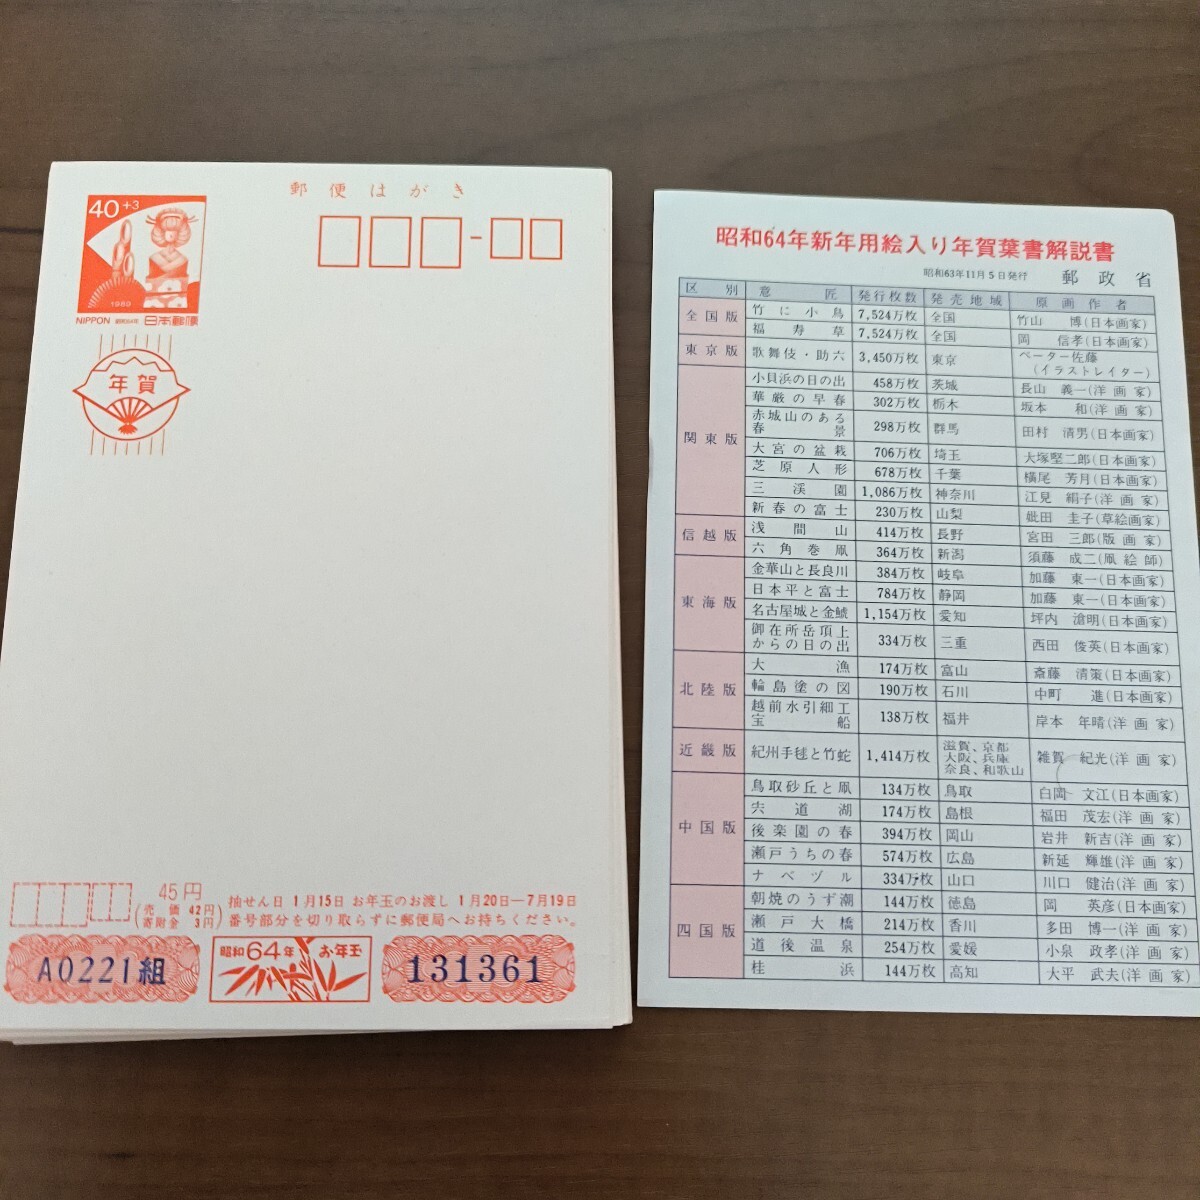 郵便はがき
40+3
1989
NIPPON 昭和64年 日本郵便
年賀
45円
(売価 42円
寄附金 3円)
抽せん日 1月15日 お年玉のお渡し 1月20日—7月19日
番号部分を切り取らずに郵便局へお持ちください。
A0221組
昭和64年 お年玉
131361
昭和64年新年用絵入り年賀葉書解説書
昭和63年11月5日発行 郵政省
区別 意匠 発行枚数 発売地域 原画作者
全国版 竹に小鳥 7,524万枚 全国 竹山 博(日本画家)
福寿草 7,524万枚 全国 岡 信孝(日本画家)
東京版 歌舞伎・助六 3,450万枚 東京 ペーター佐藤
(イラストレイター)
関東版 小貝浜の日の出 458万枚 茨城 長山 義一(洋画家)
華厳の早春 302万枚 栃木 坂本 和(洋画家)
赤城山のある
春景 298万枚 群馬 田村 清男(日本画家)
大宮の盆栽 706万枚 埼玉 大塚堅二郎(日本画家)
芝原人形 678万枚 千葉 横尾 芳月(日本画家)
三渓園 1,086万枚 神奈川 江見 絹子(洋画家)
新春の富士 230万枚 山梨 妣田 圭子(草絵画家)
信越版 浅間山 414万枚 長野 宮田 三郎(版画家)
六角巻凧 364万枚 新潟 須藤 成二(凧絵師)
東海版 金華山と長良川 384万枚 岐阜 加藤 東一(日本画家)
日本平と富士 784万枚 静岡 加藤 東一(日本画家)
名古屋城と金鯱 1,154万枚 愛知 坪内 滄明(日本画家)
御在所岳頂上
からの日の出 334万枚 三重 西田 俊英(日本画家)
北陸版 大漁 174万枚 富山 斎藤 清策(日本画家)
輪島塗の図 190万枚 石川 中町 進(日本画家)
越前水引細工
宝船 138万枚 福井 岸本 年晴(洋画家)
近畿版 紀州手毬と竹蛇 1,414万枚 滋賀、京都
大阪、兵庫
奈良、和歌山 雑賀 紀光(洋画家)
中国版 鳥取砂丘と凧 134万枚 鳥取 白岡 文江(日本画家)
宍道湖 174万枚 島根 福田 茂宏(洋画家)
後楽園の春 394万枚 岡山 岩井 新吉(洋画家)
瀬戸うちの春 574万枚 広島 新延 輝雄(洋画家)
ナベヅル 334万枚 山口 川口 健治(洋画家)
四国版 朝焼のうず潮 144万枚 徳島 岡 英彦(日本画家)
瀬戸大橋 214万枚 香川 多田 博一(洋画家)
道後温泉 254万枚 愛媛 小泉 政孝(洋画家)
桂浜 144万枚 高知 大平 武夫(洋画家)